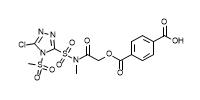 N-N
Cl N
O=S=O
O O
S N O O OH
O O O